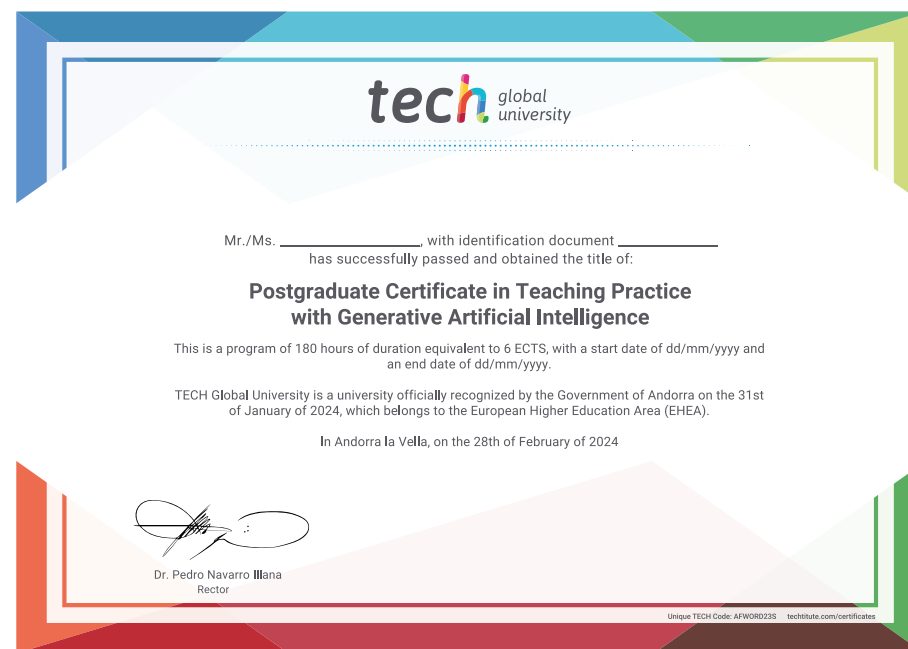 tech global university
Mr./Ms. ____________________, with identification document ______________
has successfully passed and obtained the title of:
Postgraduate Certificate in Teaching Practice
with Generative Artificial Intelligence
This is a program of 180 hours of duration equivalent to 6 ECTS, with a start date of dd/mm/yyyy and
an end date of dd/mm/yyyy.
TECH Global University is a university officially recognized by the Government of Andorra on the 31st
of January of 2024, which belongs to the European Higher Education Area (EHEA).
In Andorra la Vella, on the 28th of February of 2024
Dr. Pedro Navarro Illana
Rector
Unique TECH Code: AFWORD23S techtitute.com/certificates